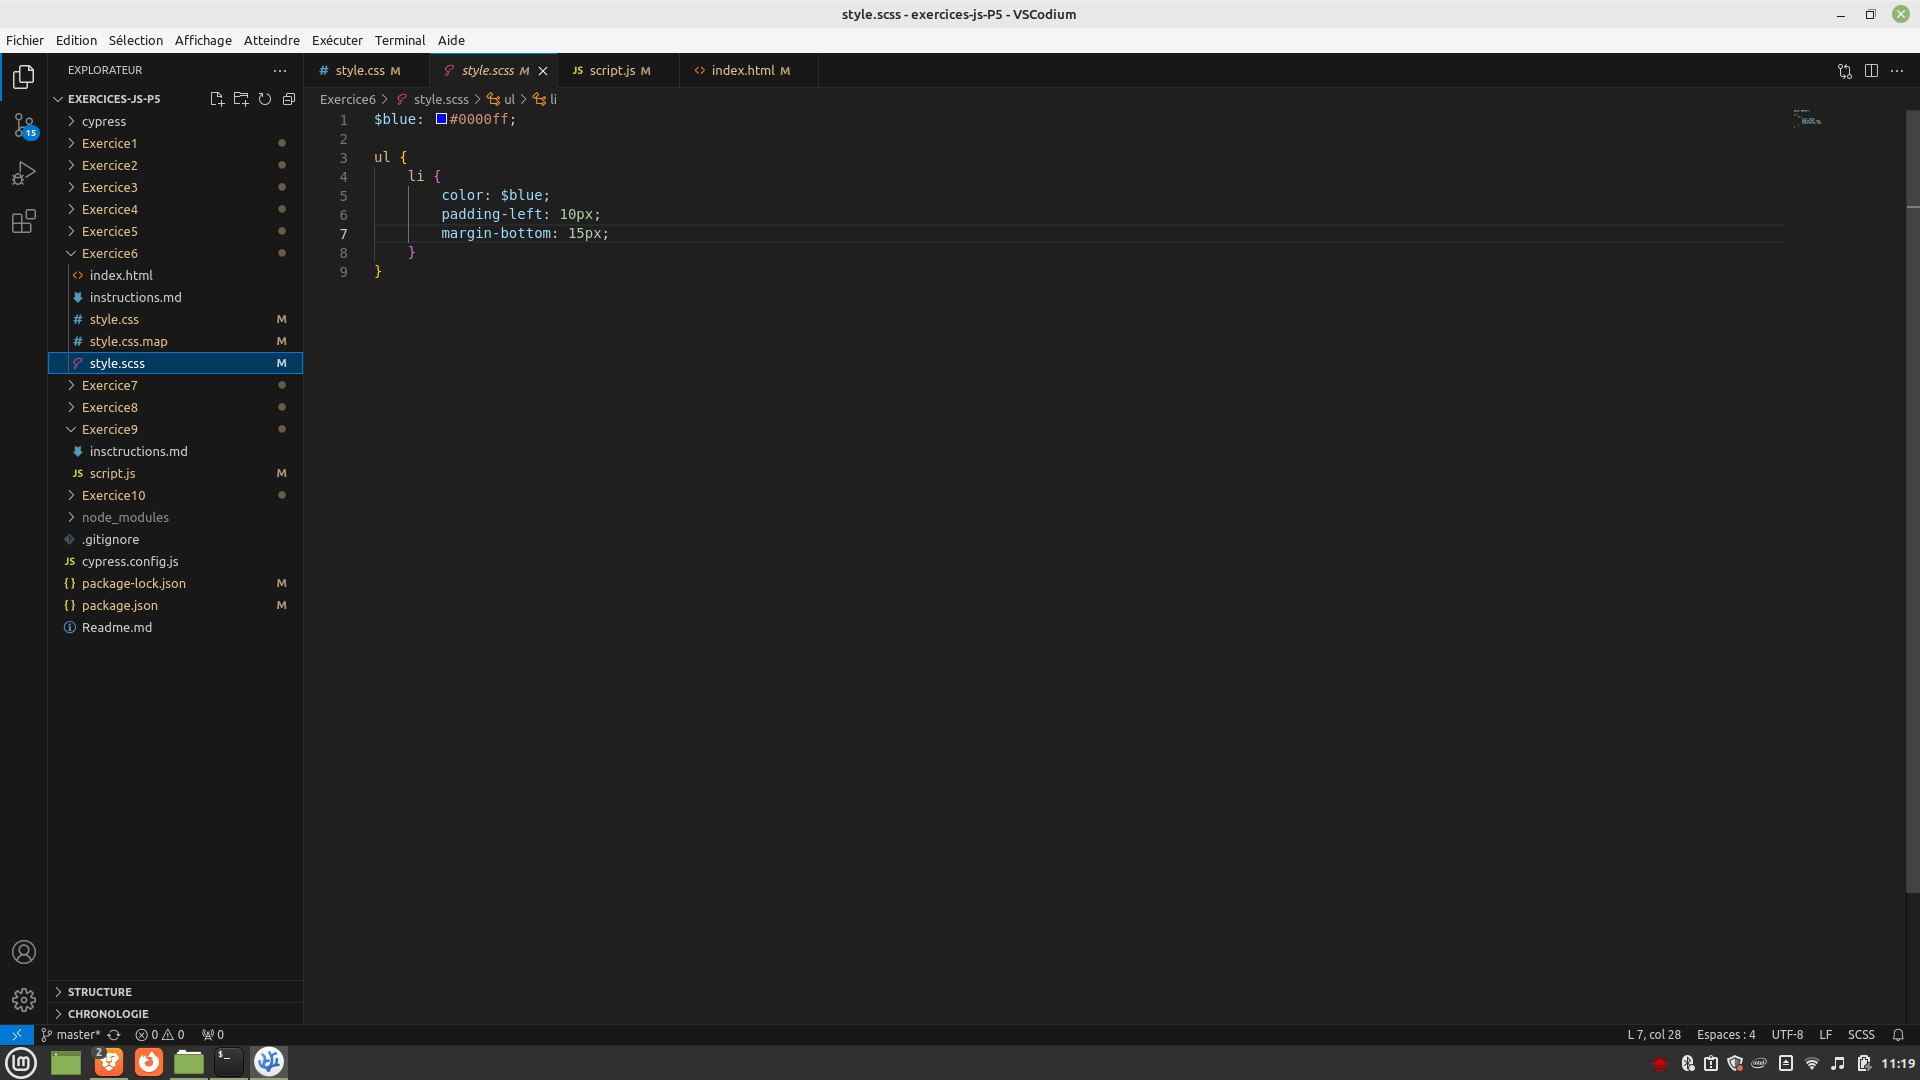 style.scss - exercices-js-P5 - VSCodium
Fichier Edition Sélection Affichage Atteindre Exécuter Terminal Aide
EXPLORATEUR
EXERCICES-JS-P5
cypress
Exercice1
Exercice2
Exercice3
Exercice4
Exercice5
Exercice6
index.html
instructions.md
style.css M
style.css.map M
style.scss M
Exercice7
Exercice8
Exercice9
insctructions.md
JS script.js M
Exercice10
node_modules
.gitignore
JS cypress.config.js
{} package-lock.json M
{} package.json M
Readme.md
STRUCTURE
CHRONOLOGIE
15
# style.css M
style.scss M
JS script.js M
<> index.html M
Exercice6 > style.scss > ul > li
1 $blue: #0000ff;
2
3 ul {
4 li {
5 color: $blue;
6 padding-left: 10px;
7 margin-bottom: 15px;
8 }
9 }
master* 0 0 0
L 7, col 28 Espaces : 4 UTF-8 LF SCSS
2
11:19